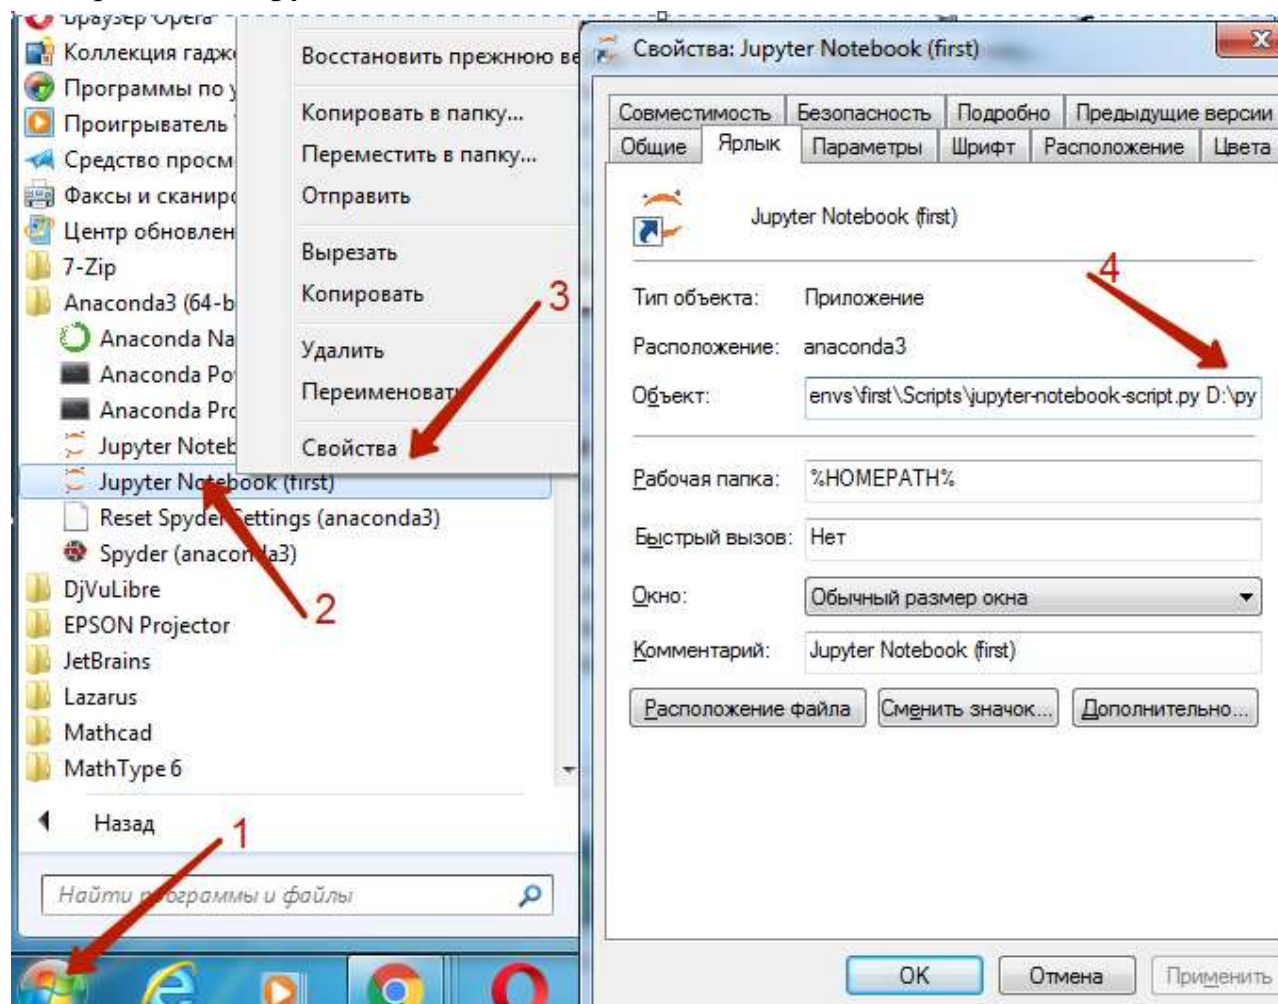 Браузер Opera
Коллекция гадже
Программы по у
Проигрыватель
Средство просм
Факсы и сканиро
Центр обновлен
7-Zip
Anaconda3 (64-b
Anaconda Na
Anaconda Po
Anaconda Pro
Jupyter Noteb
Jupyter Notebook (first)
Reset Spyder Settings (anaconda3)
Spyder (anaconda3)
DjVuLibre
EPSON Projector
JetBrains
Lazarus
Mathcad
MathType 6
Назад
1
Найти программы и файлы
2
Восстановить прежнюю ве
Копировать в папку...
Переместить в папку...
Отправить
Вырезать
Копировать
3
Удалить
Переименовать
Свойства
Свойства: Jupyter Notebook (first)
X
Совместимость Безопасность Подробно Предыдущие версии
Общие Ярлык Параметры Шрифт Расположение Цвета
Jupyter Notebook (first)
4
Тип объекта: Приложение
Расположение: anaconda3
Объект: envs\first\Scripts\jupyter-notebook-script.py D:\py
Рабочая папка: %HOMEPATH%
Быстрый вызов: Нет
Окно: Обычный размер окна
Комментарий: Jupyter Notebook (first)
Расположение файла Сменить значок... Дополнительно...
OK Отмена Применить